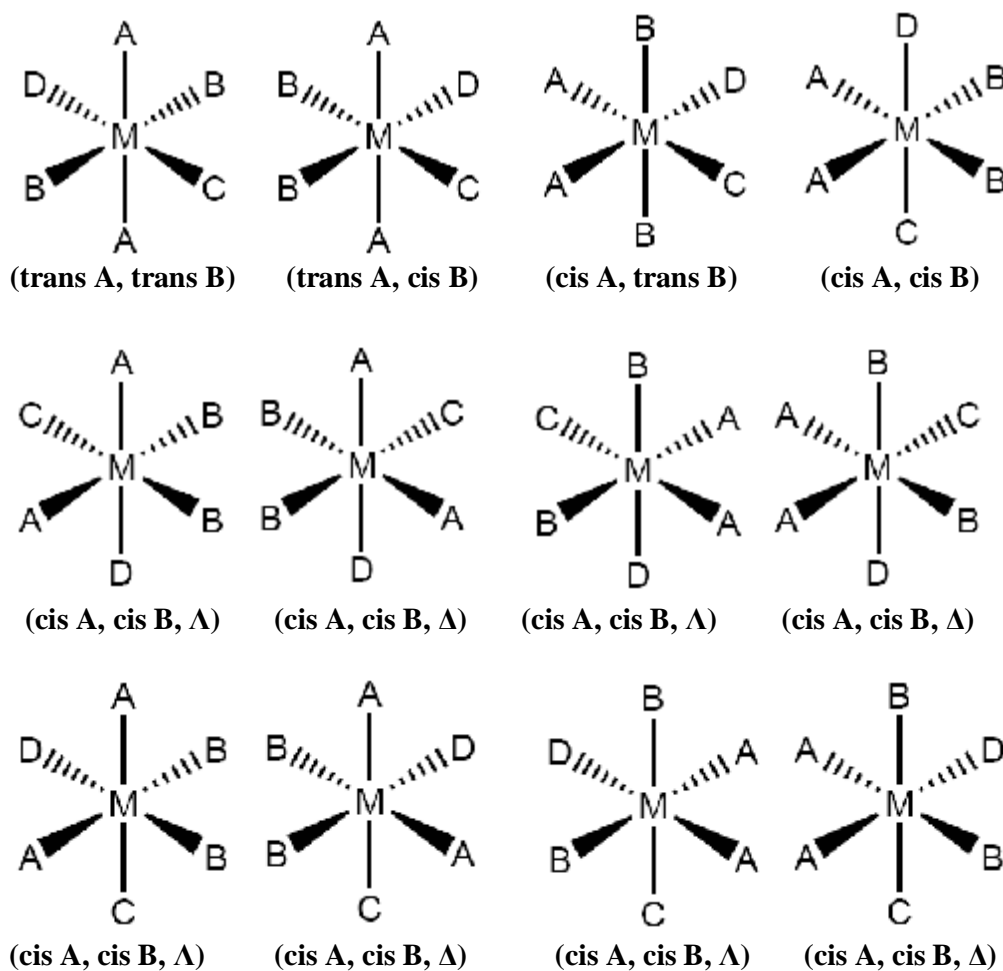 A A B D
D B B D A D A B
M M M M
B C B C A C A B
A A B C
(trans A, trans B) (trans A, cis B) (cis A, trans B) (cis A, cis B)
A A B B
C B B C C A A C
M M M M
A B B A B A A B
D D D D
(cis A, cis B, Λ) (cis A, cis B, Δ) (cis A, cis B, Λ) (cis A, cis B, Δ)
A A B B
D B B D D A A D
M M M M
A B B A B A A B
C C C C
(cis A, cis B, Λ) (cis A, cis B, Δ) (cis A, cis B, Λ) (cis A, cis B, Δ)